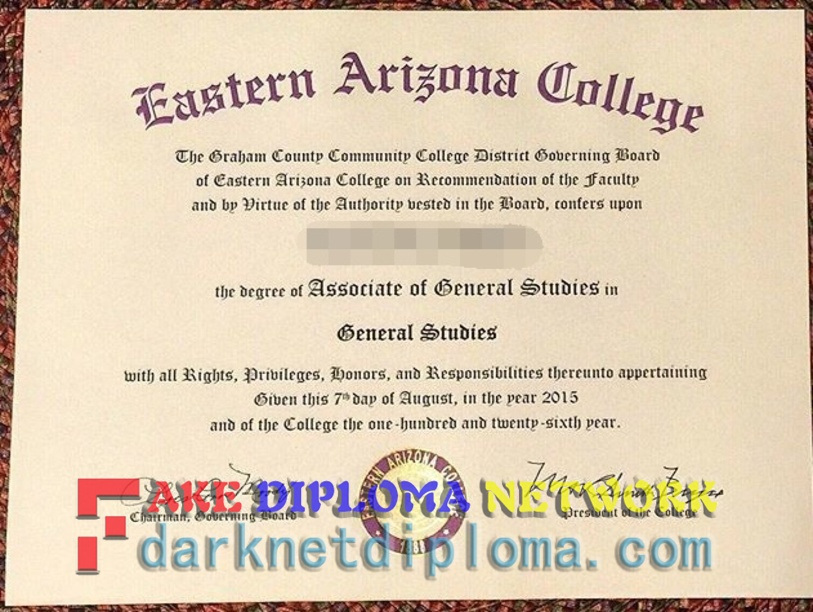 Eastern Arizona College
The Graham County Community College District Governing Board
of Eastern Arizona College on Recommendation of the Faculty
and by Virtue of the Authority vested in the Board, confers upon
the degree of Associate of General Studies in
General Studies
with all Rights, Privileges, Honors, and Responsibilities thereunto appertaining
Given this 7th day of August, in the year 2015
and of the College the one-hundred and twenty-sixth year.
EASTERN ARIZONA
1888
FAKE DIPLOMA NETWORK
Chairman, Governing Board
President of the College
darknetdiploma.com